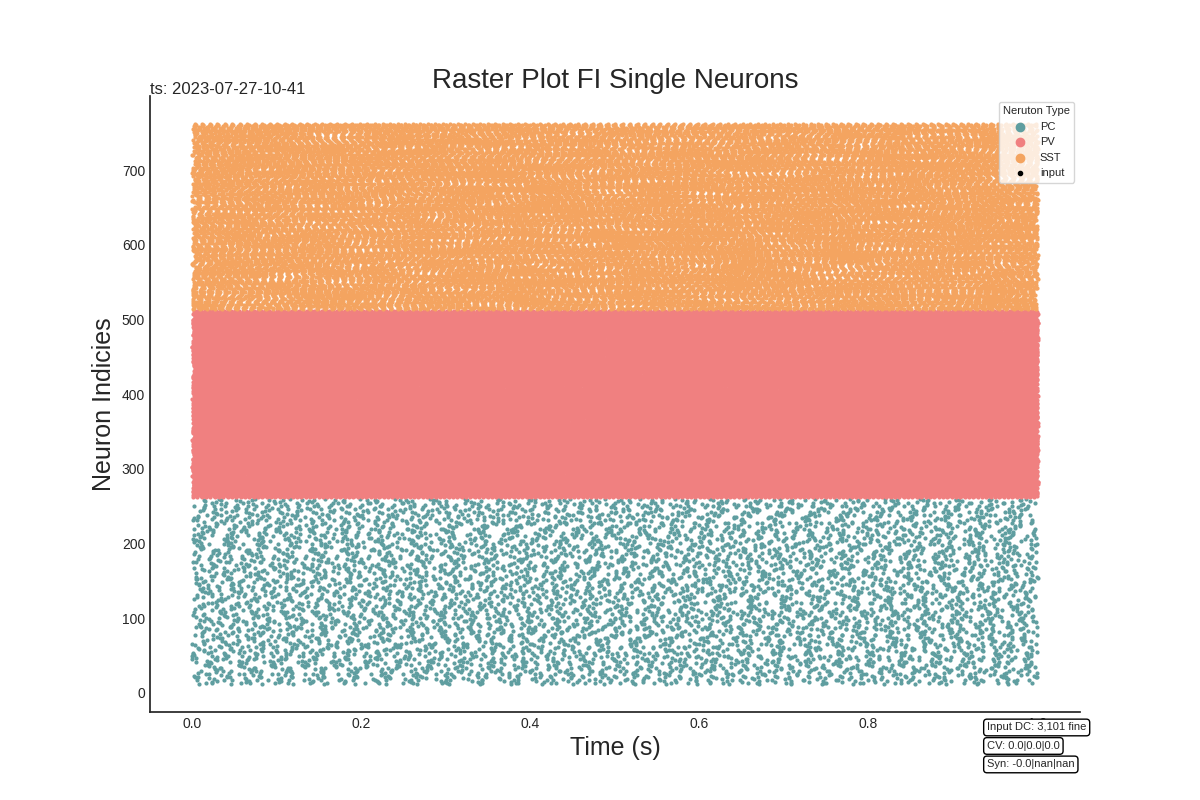 Raster Plot FI Single Neurons
ts: 2023-07-27-10-41
Neruton Type
PC
PV
SST
input
700
600
500
400
300
200
100
0
Neuron Indicies
0.0 0.2 0.4 0.6 0.8
Time (s)
Input DC: 3,101 fine
CV: 0.0|0.0|0.0
Syn: -0.0|nan|nan